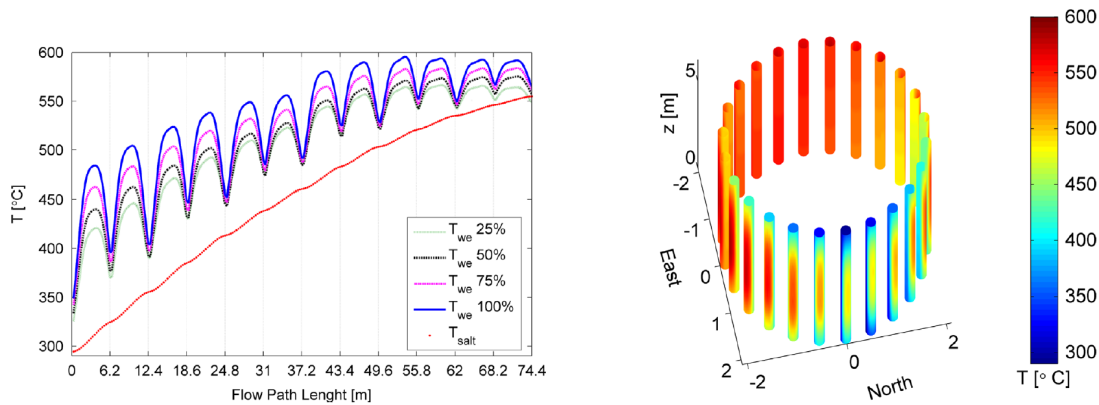 600
550
500
450
400
350
300
T [°C]
T we 25%
T we 50%
T we 75%
T we 100%
T salt
0 6.2 12.4 18.6 24.8 31 37.2 43.4 49.6 55.8 62 68.2 74.4
Flow Path Lenght [m]
5
0
z [m]
-2
-1
0
1
2
East
-2
0
2
North
600
550
500
450
400
350
300
T [° C]